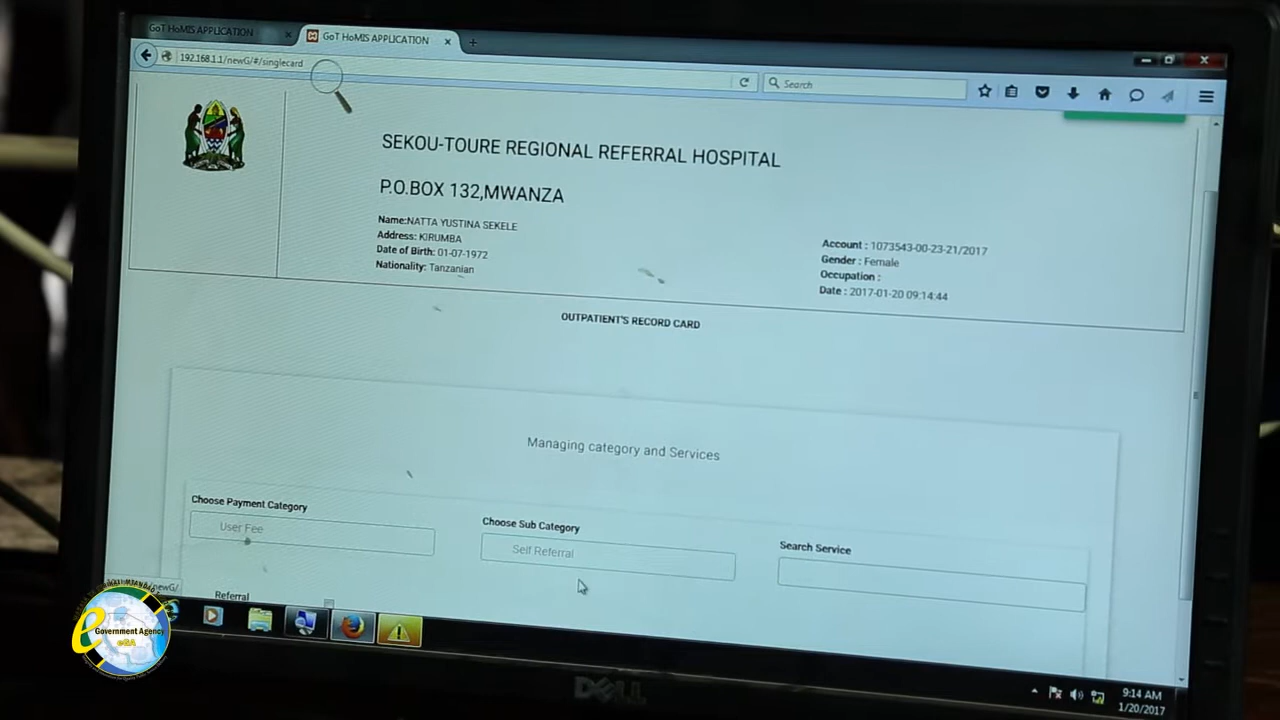 GoT HoMIS APPLICATION
GoT HoMIS APPLICATION
192.168.1.1/newG/#/singlecard
Search
SEKOU-TOURE REGIONAL REFERRAL HOSPITAL
P.O.BOX 132,MWANZA
Name:NATTA YUSTINA SEKELE
Address: KIRUMBA
Date of Birth: 01-07-1972
Nationality: Tanzanian
Account : 1073543-00-23-21/2017
Gender : Female
Occupation :
Date : 2017-01-20 09:14:44
OUTPATIENT'S RECORD CARD
Managing category and Services
Choose Payment Category
User Fee
Choose Sub Category
Self Referral
Search Service
Referral
/newG/
e
Government Agency
eGA
DELL
9:14 AM
1/20/2017